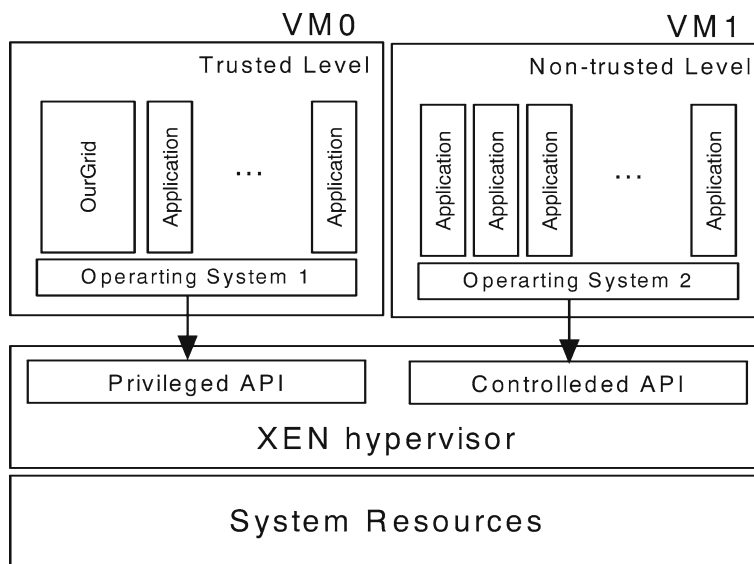 VM0
VM1
Trusted Level
Non-trusted Level
OurGrid
Application
...
Application
Application
Application
Application
...
Application
Operarting System 1
Operarting System 2
Privileged API
Controlleded API
XEN hypervisor
System Resources